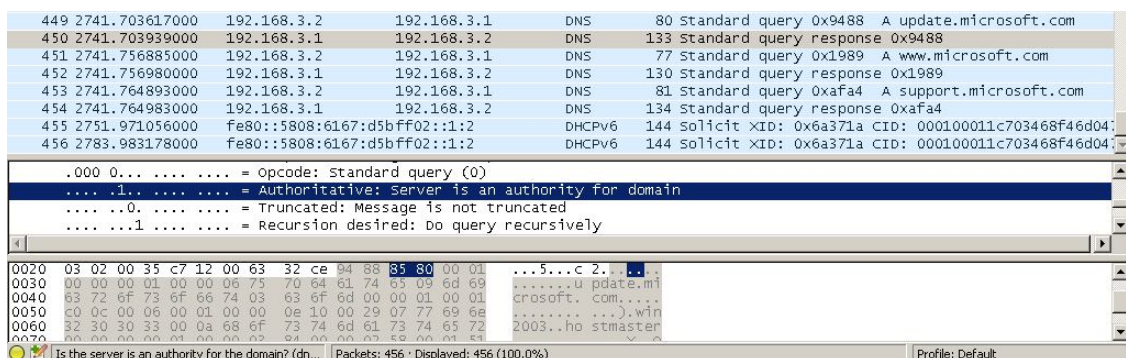 449 2741.703617000 192.168.3.2 192.168.3.1 DNS 80 Standard query 0x9488 A update.microsoft.com
450 2741.703939000 192.168.3.1 192.168.3.2 DNS 133 Standard query response 0x9488
451 2741.756885000 192.168.3.2 192.168.3.1 DNS 77 Standard query 0x1989 A www.microsoft.com
452 2741.756980000 192.168.3.1 192.168.3.2 DNS 130 Standard query response 0x1989
453 2741.764893000 192.168.3.2 192.168.3.1 DNS 81 Standard query 0xafa4 A support.microsoft.com
454 2741.764983000 192.168.3.1 192.168.3.2 DNS 134 Standard query response 0xafa4
455 2751.971056000 fe80::5808:6167:d5bff02::1:2 DHCPv6 144 Solicit XID: 0x6a371a CID: 000100011c703468f46d04
456 2783.983178000 fe80::5808:6167:d5bff02::1:2 DHCPv6 144 Solicit XID: 0x6a371a CID: 000100011c703468f46d04
.000 0... .... .... = Opcode: Standard query (0)
.... .1.. .... .... = Authoritative: Server is an authority for domain
.... ..0. .... .... = Truncated: Message is not truncated
.... ...1 .... .... = Recursion desired: Do query recursively
0020 03 02 00 35 c7 12 00 63 32 ce 94 88 85 80 00 01 ...5...c 2.......
0030 00 00 00 01 00 00 06 75 70 64 61 74 65 09 6d 69 .......u pdate.mi
0040 63 72 6f 73 6f 66 74 03 63 6f 6d 00 00 01 00 01 crosoft. com.....
0050 c0 0c 00 06 00 01 00 00 0e 10 00 29 07 77 69 6e ........ ...).win
0060 32 30 30 33 00 0a 68 6f 73 74 6d 61 73 74 65 72 2003..ho stmaster
Is the server is an authority for the domain? (dn... Packets: 456 · Displayed: 456 (100.0%) Profile: Default